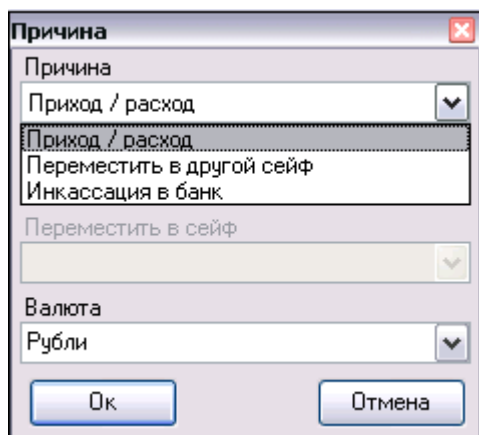 Причина
Причина
Приход / расход
Приход / расход
Переместить в другой сейф
Инкассация в банк
Переместить в сейф
Валюта
Рубли
Ок Отмена